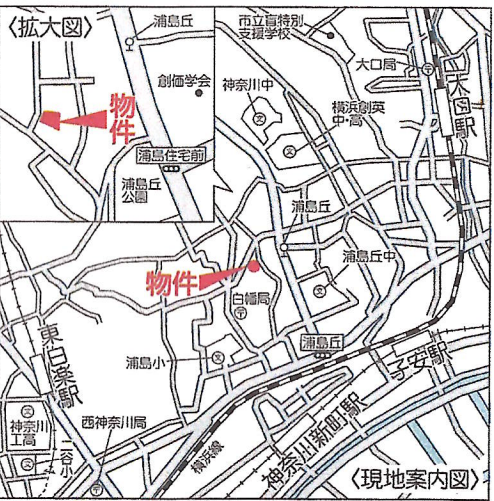 〈拡大図〉
浦島丘
創価学会
物件
浦島住宅前
浦島丘
公園
市立盲特別
支援学校
大口局
大口駅
神奈川中
横浜創英
中・高
浦島丘
浦島丘中
物件
白幡局
浦島丘
浦島小
子安駅
東白楽駅
神奈川
工高
二谷小
西神奈川局
横浜線
神奈川新町駅
〈現地案内図〉